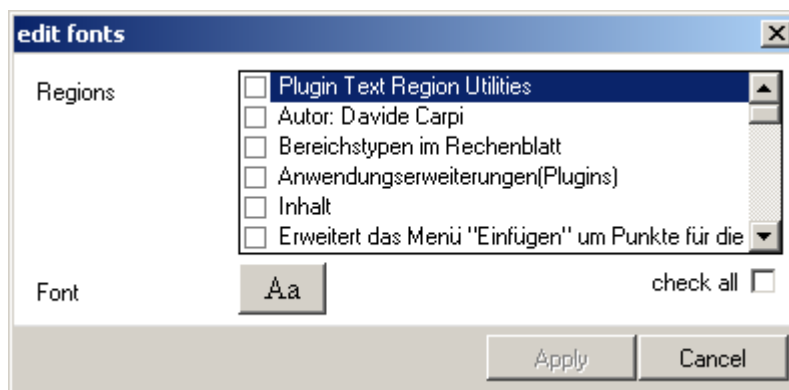 edit fonts
Regions
Plugin Text Region Utilities
Autor: Davide Carpi
Bereichstypen im Rechenblatt
Anwendungserweiterungen(Plugins)
Inhalt
Erweitert das Menü "Einfügen" um Punkte für die
Font
Aa
check all
Apply
Cancel